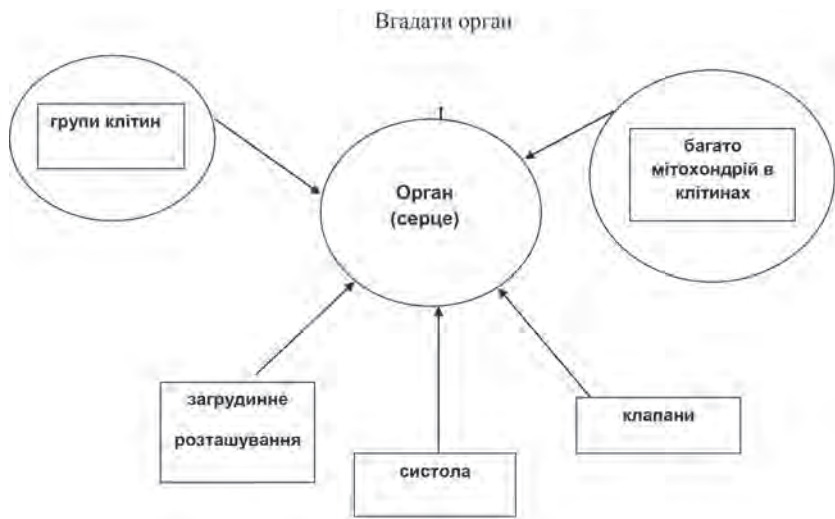 Вгадати орган
групи клітин
багато
мітохондрій в
клітинах
Орган
(серце)
загрудинне
розташування
систола
клапани